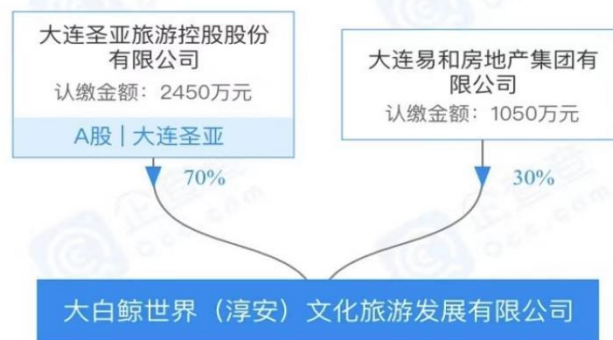 大连圣亚旅游控股股份
有限公司
认缴金额：2450万元
A股 | 大连圣亚
大连易和房地产集团有
限公司
认缴金额：1050万元
70%
30%
大白鲸世界（淳安）文化旅游发展有限公司